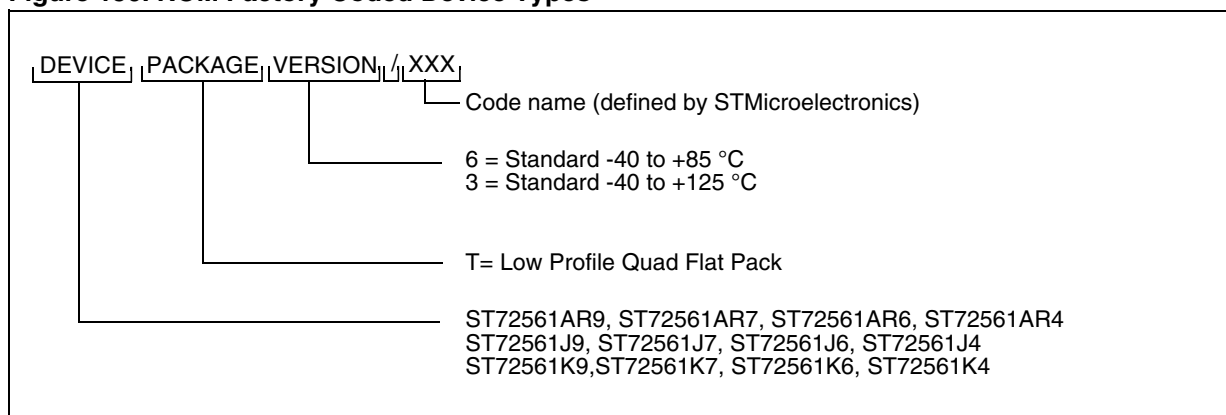 DEVICE PACKAGE VERSION / XXX
Code name (defined by STMicroelectronics)
6 = Standard -40 to +85 °C
3 = Standard -40 to +125 °C
T= Low Profile Quad Flat Pack
ST72561AR9, ST72561AR7, ST72561AR6, ST72561AR4
ST72561J9, ST72561J7, ST72561J6, ST72561J4
ST72561K9,ST72561K7, ST72561K6, ST72561K4